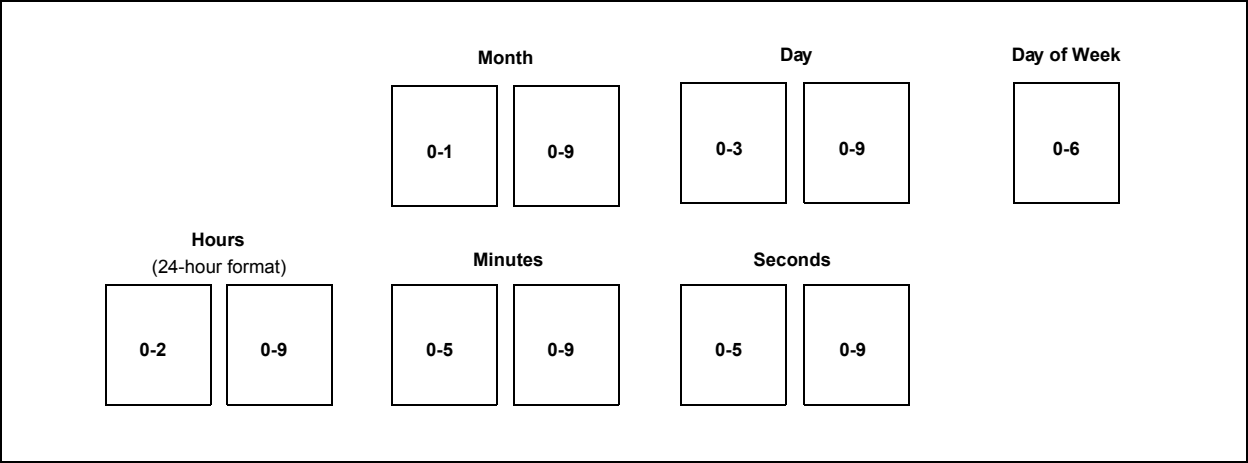 Month Day Day of Week
0-1 0-9 0-3 0-9 0-6
Hours
(24-hour format)
Minutes Seconds
0-2 0-9 0-5 0-9 0-5 0-9